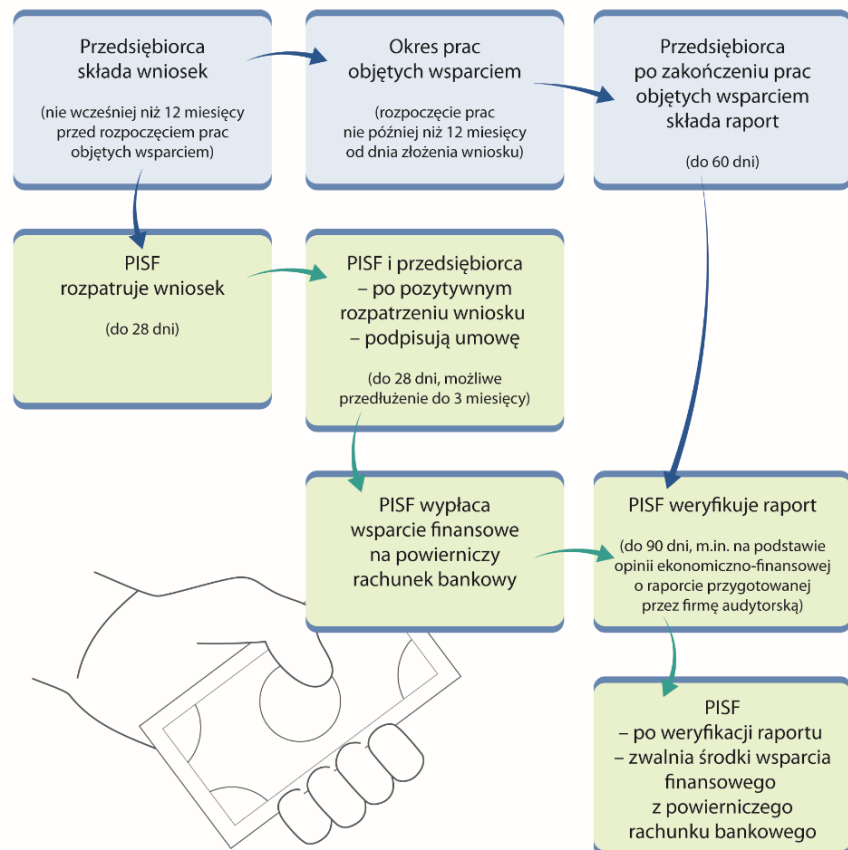 Przedsiębiorca
składa wniosek
(nie wcześniej niż 12 miesięcy
przed rozpoczęciem prac
objętych wsparciem)
Okres prac
objętych wsparciem
(rozpoczęcie prac
nie później niż 12 miesięcy
od dnia złożenia wniosku)
Przedsiębiorca
po zakończeniu prac
objętych wsparciem
składa raport
(do 60 dni)
PISF
rozpatruje wniosek
(do 28 dni)
PISF i przedsiębiorca
– po pozytywnym
rozpatrzeniu wniosku
– podpisują umowę
(do 28 dni, możliwe
przedłużenie do 3 miesięcy)
PISF wypłaca
wsparcie finansowe
na powierniczy
rachunek bankowy
PISF weryfikuje raport
(do 90 dni, m.in. na podstawie
opinii ekonomiczno-finansowej
o raporcie przygotowanej
przez firmę audytorską)
PISF
– po weryfikacji raportu
– zwalnia środki wsparcia
finansowego
z powierniczego
rachunku bankowego